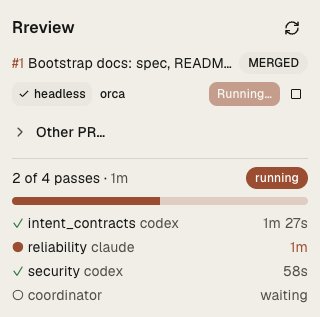 Rreview
#1 Bootstrap docs: spec, READM… MERGED
headless orca Running…
Other PR…
2 of 4 passes · 1m running
intent_contracts codex 1m 27s
reliability claude 1m
security codex 58s
coordinator waiting